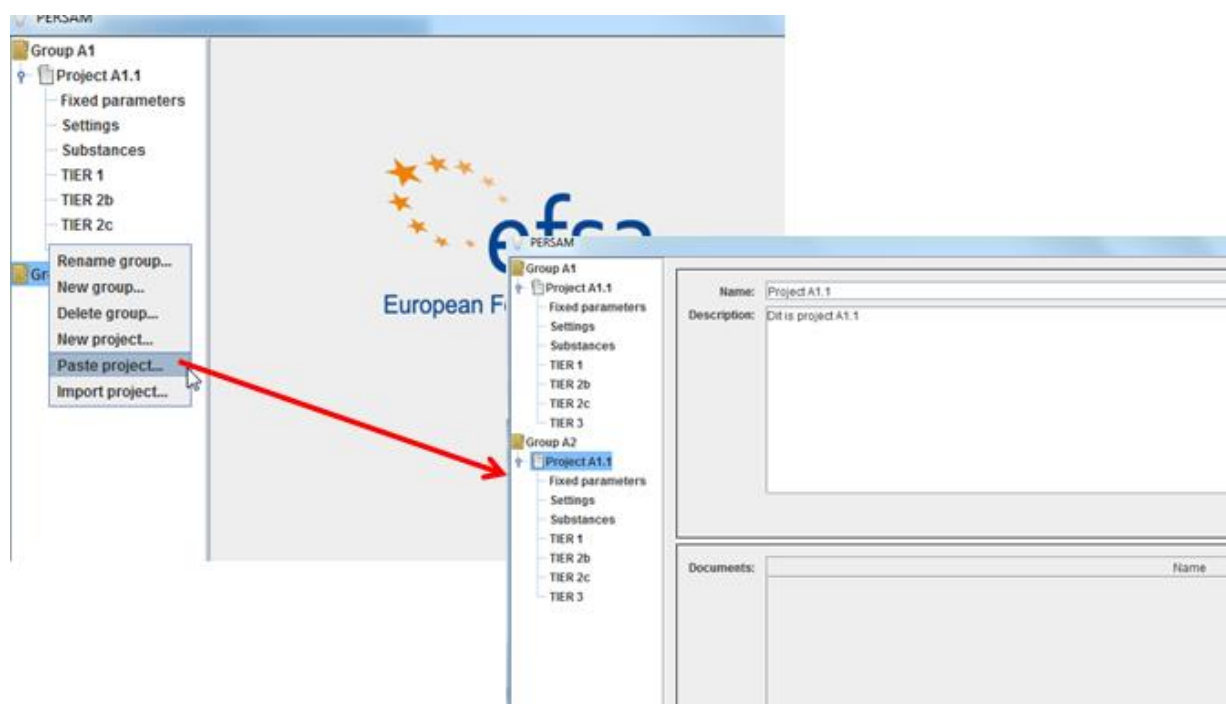 PERSAM
Group A1
Project A1.1
Fixed parameters
Settings
Substances
TIER 1
TIER 2b
TIER 2c
Gr
Rename group...
New group...
Delete group...
New project...
Paste project...
Import project...
efsa
European F
PERSAM
Group A1
Project A1.1
Fixed parameters
Settings
Substances
TIER 1
TIER 2b
TIER 2c
TIER 3
Group A2
Project A1.1
Fixed parameters
Settings
Substances
TIER 1
TIER 2b
TIER 2c
TIER 3
Name: Project A1.1
Description: Dit is project A1.1
Documents: Name